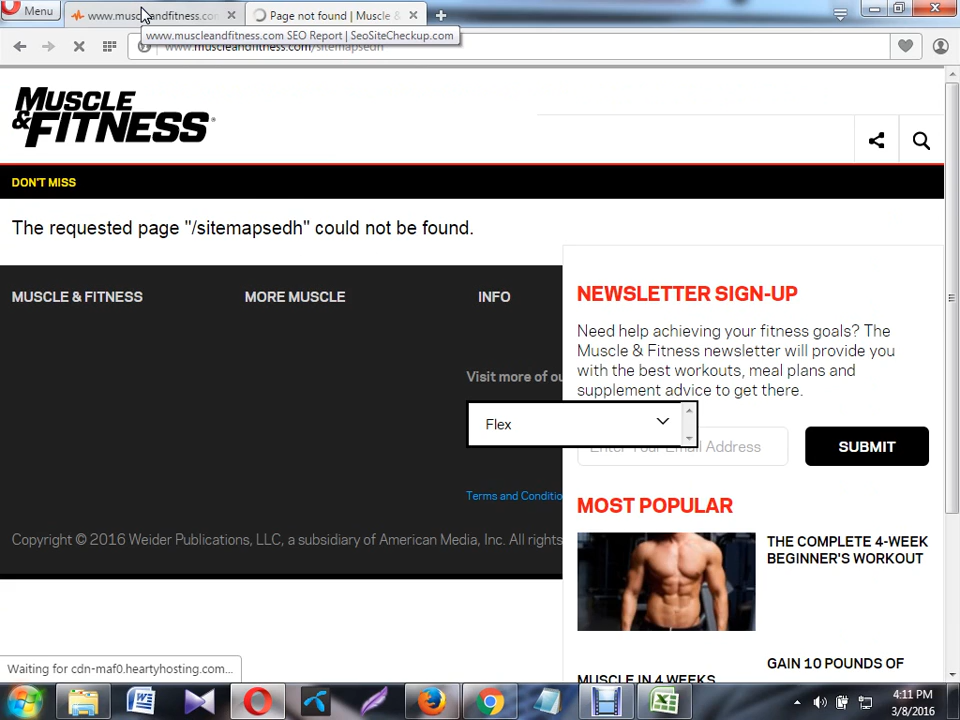 Menu
www.muscleandfitness.com
Page not found | Muscle &
www.muscleandfitness.com SEO Report | SeoSiteCheckup.com
www.muscleandfitness.com/sitemapsedh
MUSCLE
& FITNESS
DON'T MISS
The requested page "/sitemapsedh" could not be found.
MUSCLE & FITNESS
MORE MUSCLE
INFO
Visit more of ou
Flex
Terms and Conditio
Copyright © 2016 Weider Publications, LLC, a subsidiary of American Media, Inc. All rights
NEWSLETTER SIGN-UP
Need help achieving your fitness goals? The
Muscle & Fitness newsletter will provide you
with the best workouts, meal plans and
supplement advice to get there.
Enter Your Email Address
SUBMIT
MOST POPULAR
THE COMPLETE 4-WEEK
BEGINNER'S WORKOUT
GAIN 10 POUNDS OF
MUSCLE IN 4 WEEKS
Waiting for cdn-maf0.heartyhosting.com...
4:11 PM
3/8/2016